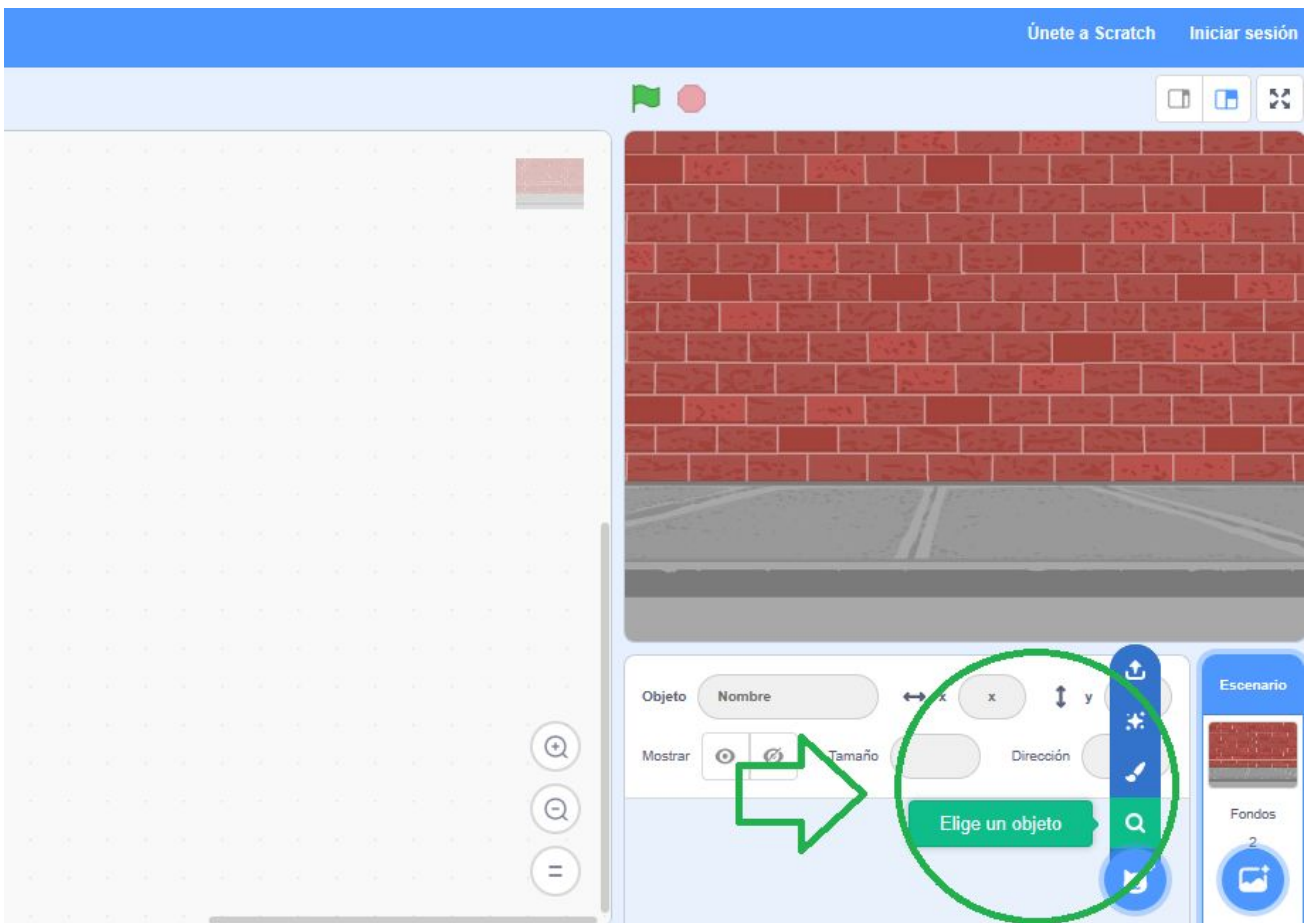 Únete a Scratch Iniciar sesión
Objeto Nombre x x y
Escenario
Mostrar Tamaño Dirección
Elige un objeto
Fondos
2